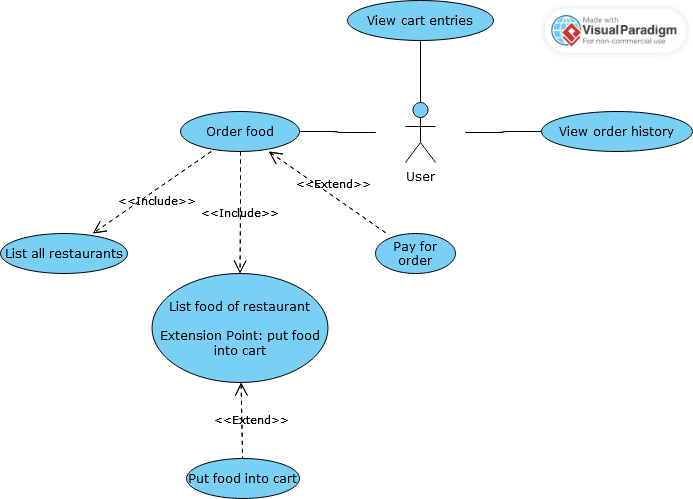 View cart entries
Made with
VisualParadigm
For non-commercial use
Order food
View order history
User
<<Extend>>
<<Include>>
<<Include>>
List all restaurants
Pay for
order
List food of restaurant
Extension Point: put food
into cart
<<Extend>>
Put food into cart